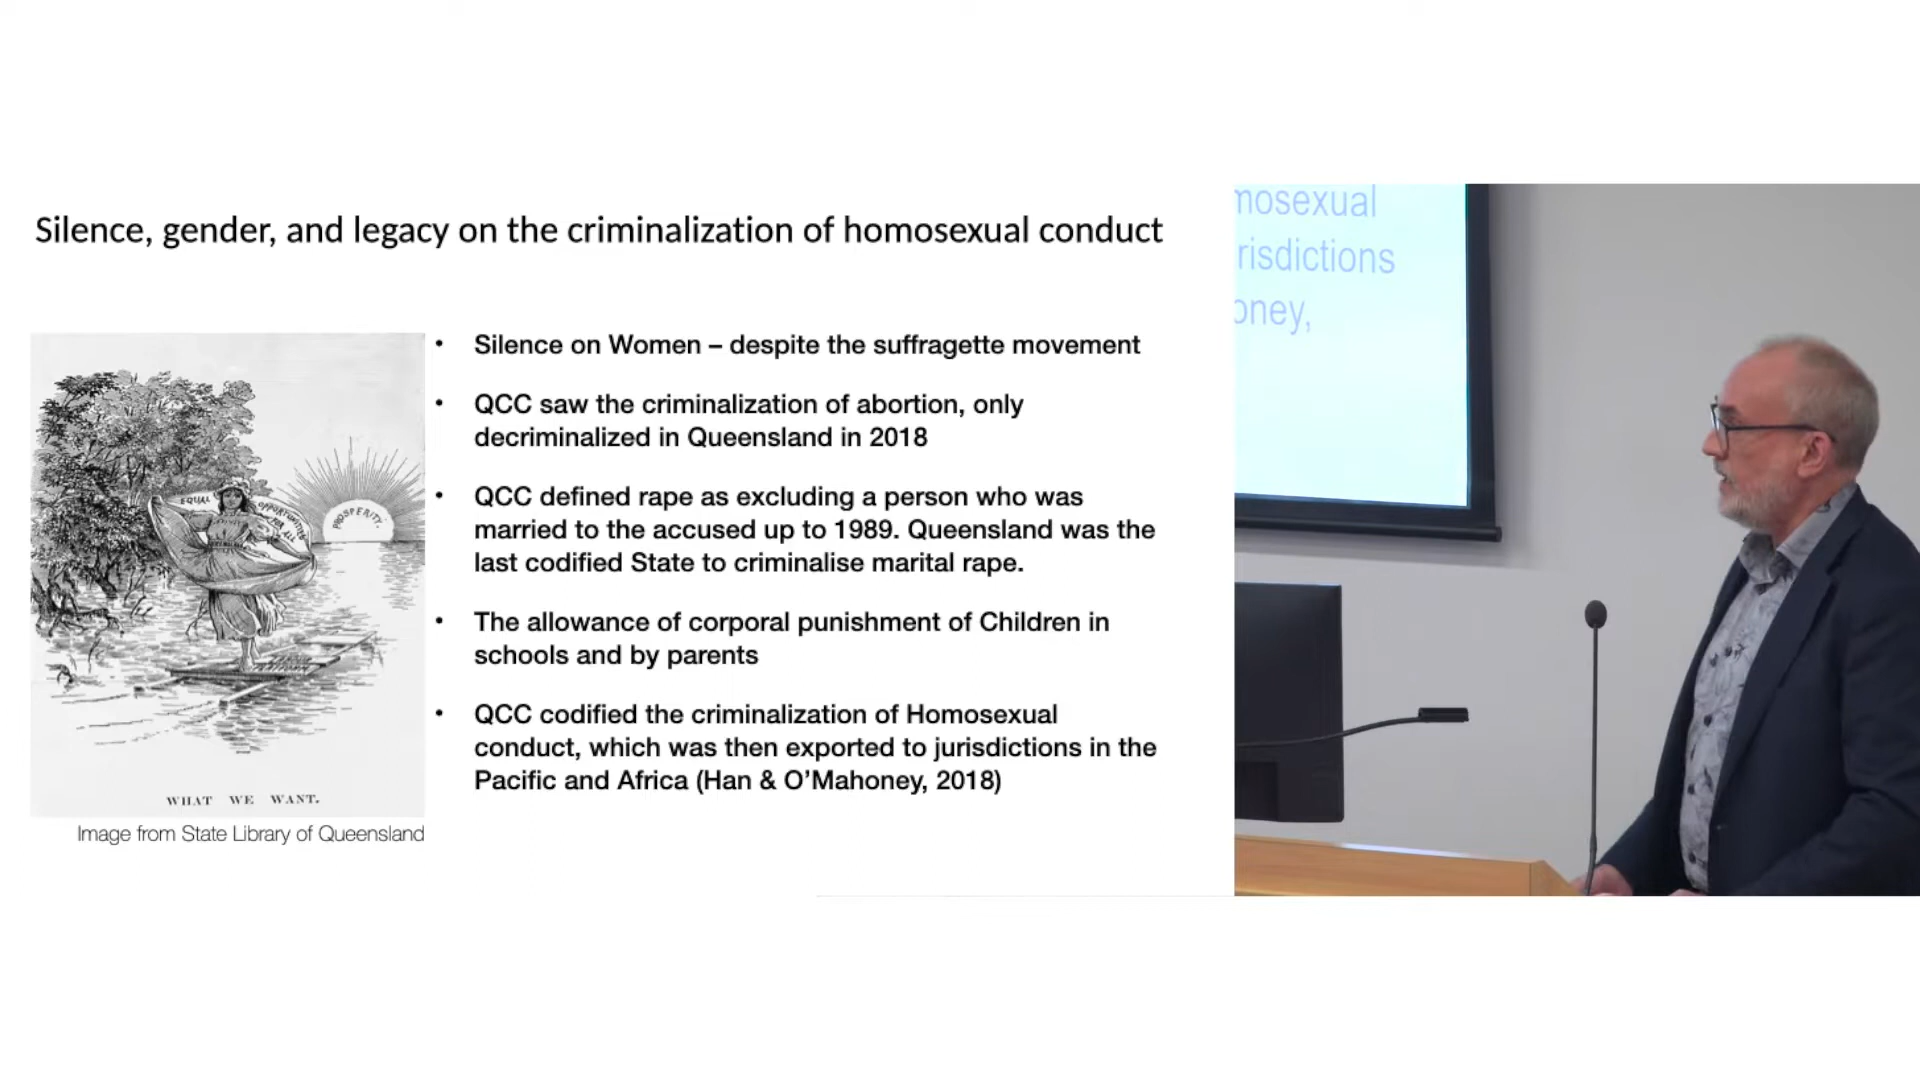 Silence, gender, and legacy on the criminalization of homosexual conduct
EQUAL
OPPORTUNITIES
FOR
ALL
PROSPERITY.
WHAT WE WANT.
Image from State Library of Queensland
• Silence on Women – despite the suffragette movement
• QCC saw the criminalization of abortion, only
decriminalized in Queensland in 2018
• QCC defined rape as excluding a person who was
married to the accused up to 1989. Queensland was the
last codified State to criminalise marital rape.
• The allowance of corporal punishment of Children in
schools and by parents
• QCC codified the criminalization of Homosexual
conduct, which was then exported to jurisdictions in the
Pacific and Africa (Han & O’Mahoney, 2018)
mosexual
risdictions
oney,